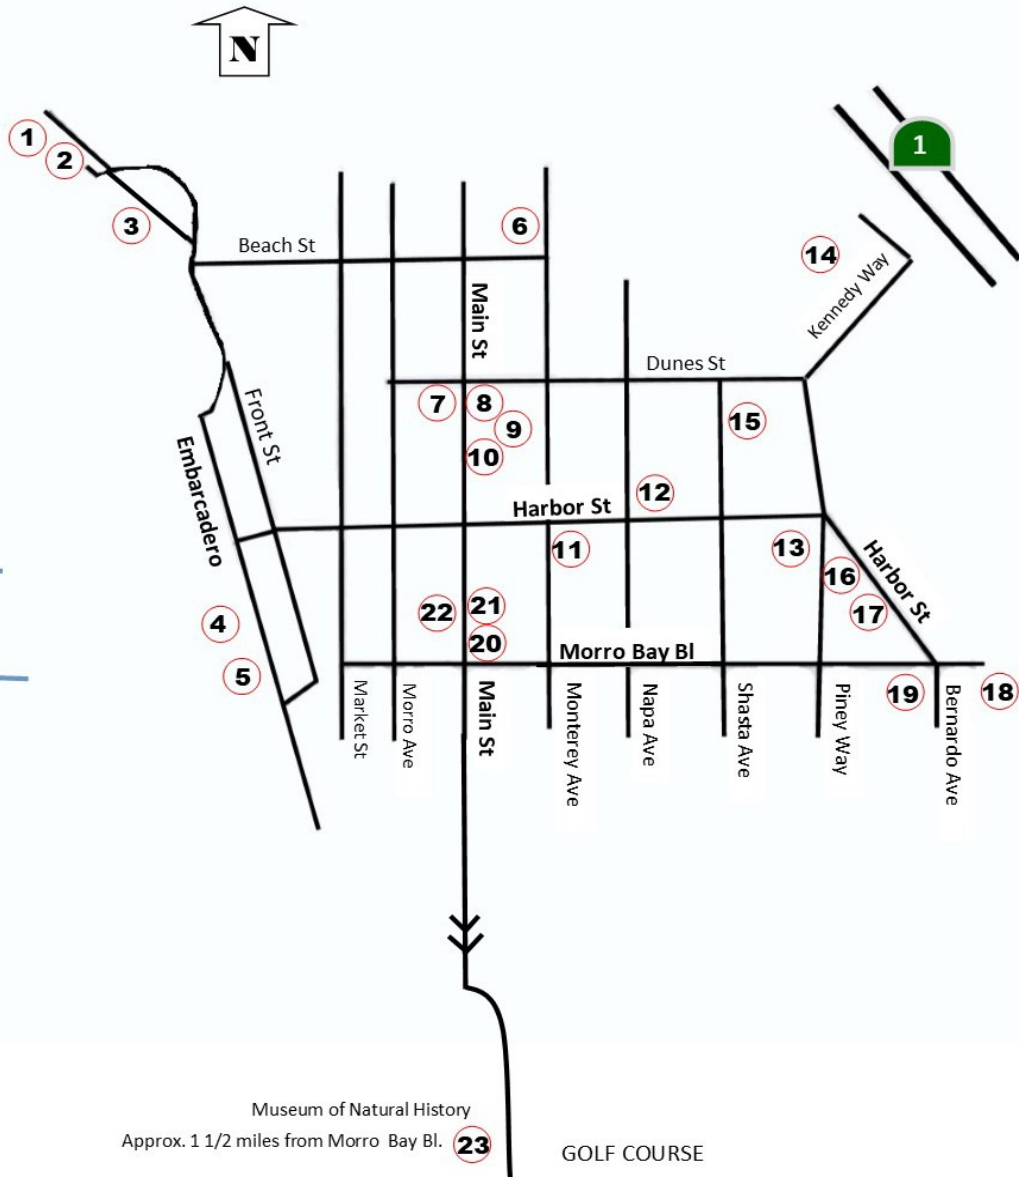 N
1
1
2
3
6
Beach St
14
Kennedy Way
Main St
Dunes St
7
8
9
15
10
Front St
Embarcadero
12
Harbor St
11
13
16
Harbor St
17
4
22
21
20
Morro Bay Bl
5
19
18
Market St
Morro Ave
Main St
Monterey Ave
Napa Ave
Shasta Ave
Piney Way
Bernardo Ave
Museum of Natural History
Approx. 1 1/2 miles from Morro Bay Bl. 23
GOLF COURSE